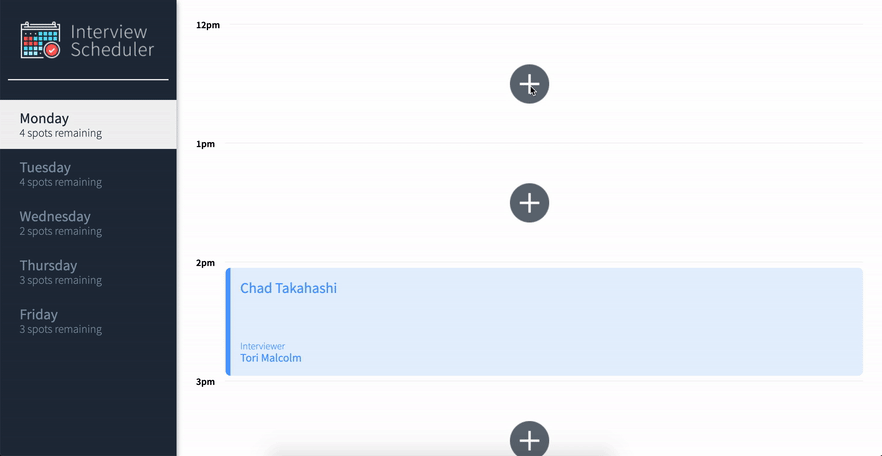 Interview
Scheduler
Monday
4 spots remaining
Tuesday
4 spots remaining
Wednesday
2 spots remaining
Thursday
3 spots remaining
Friday
3 spots remaining
12pm
1pm
2pm
Chad Takahashi
Interviewer
Tori Malcolm
3pm